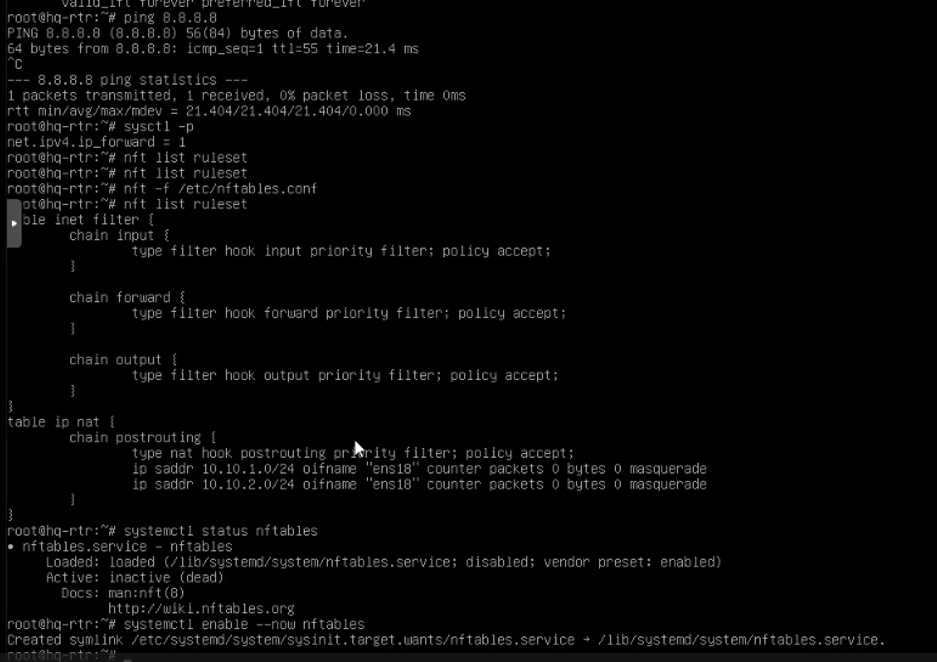 valid_lft forever preferred_lft forever
root@hq-rtr:~# ping 8.8.8.8
PING 8.8.8.8 (8.8.8.8) 56(84) bytes of data.
64 bytes from 8.8.8.8: icmp_seq=1 ttl=55 time=21.4 ms
^C
--- 8.8.8.8 ping statistics ---
1 packets transmitted, 1 received, 0% packet loss, time 0ms
rtt min/avg/max/mdev = 21.404/21.404/21.404/0.000 ms
root@hq-rtr:~# sysctl -p
net.ipv4.ip_forward = 1
root@hq-rtr:~# nft list ruleset
root@hq-rtr:~# nft list ruleset
root@hq-rtr:~# nft -f /etc/nftables.conf
root@hq-rtr:~# nft list ruleset
ble inet filter {
        chain input {
                type filter hook input priority filter; policy accept;
        }

        chain forward {
                type filter hook forward priority filter; policy accept;
        }

        chain output {
                type filter hook output priority filter; policy accept;
        }
}
table ip nat {
        chain postrouting {
                type nat hook postrouting priority filter; policy accept;
                ip saddr 10.10.1.0/24 oifname "ens18" counter packets 0 bytes 0 masquerade
                ip saddr 10.10.2.0/24 oifname "ens18" counter packets 0 bytes 0 masquerade
        }
}
root@hq-rtr:~# systemctl status nftables
● nftables.service - nftables
     Loaded: loaded (/lib/systemd/system/nftables.service; disabled; vendor preset: enabled)
     Active: inactive (dead)
       Docs: man:nft(8)
             http://wiki.nftables.org
root@hq-rtr:~# systemctl enable --now nftables
Created symlink /etc/systemd/system/sysinit.target.wants/nftables.service → /lib/systemd/system/nftables.service.
root@hq-rtr:~# _